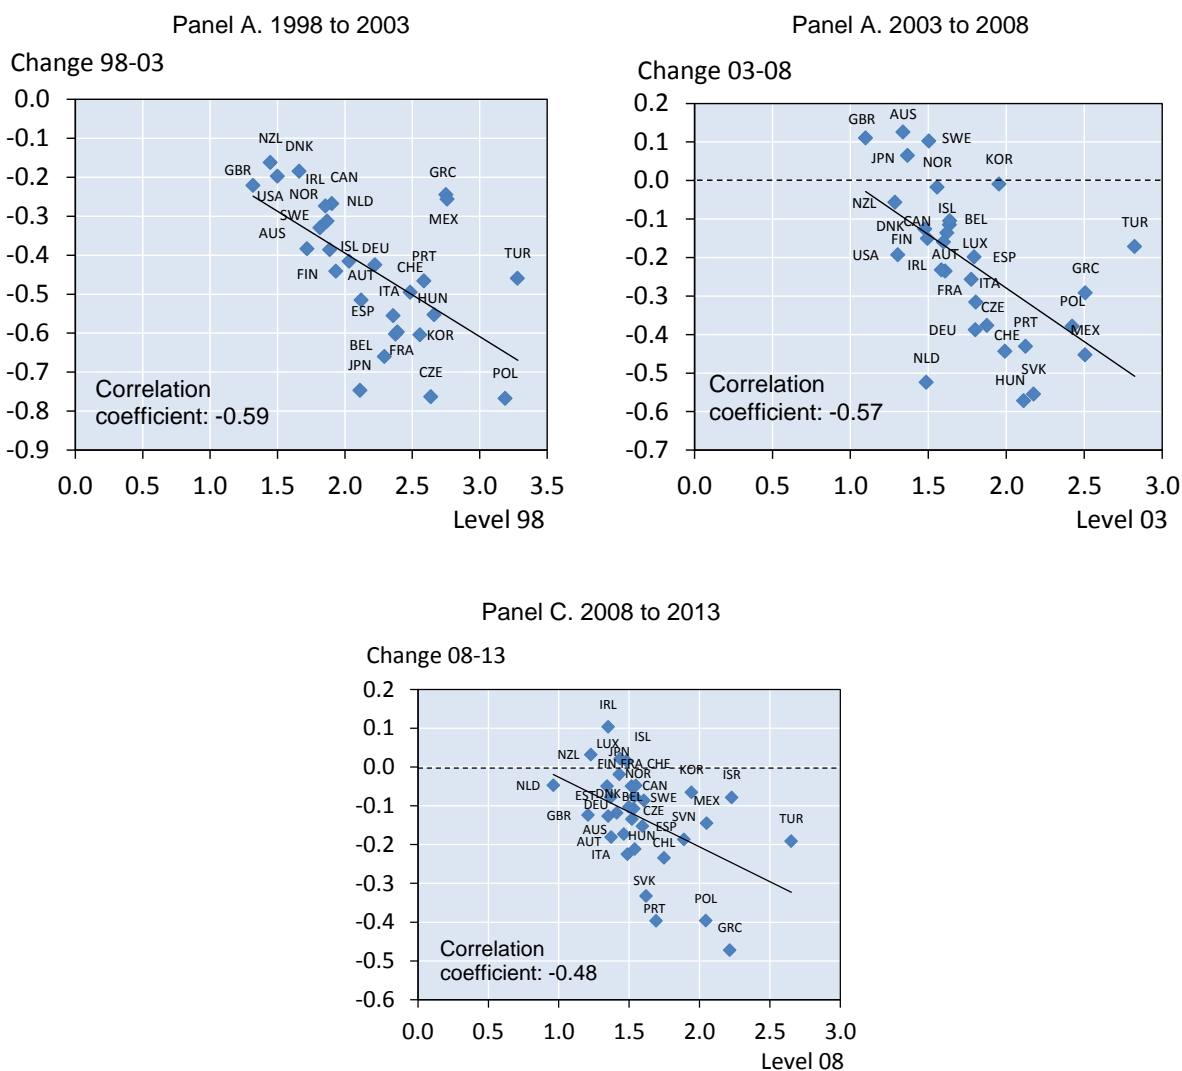 Panel A. 1998 to 2003
Change 98-03
0.0
-0.1
-0.2
-0.3
-0.4
-0.5
-0.6
-0.7
-0.8
-0.9
NZL
DNK
GBR
IRL
CAN
GRC
USA
NOR
NLD
SWE
MEX
AUS
ISL
DEU
PRT
TUR
FIN
AUT
CHE
ITA
HUN
ESP
KOR
BEL
FRA
JPN
CZE
POL
Correlation
coefficient: -0.59
0.0 0.5 1.0 1.5 2.0 2.5 3.0 3.5
Level 98
Panel A. 2003 to 2008
Change 03-08
0.2
0.1
0.0
-0.1
-0.2
-0.3
-0.4
-0.5
-0.6
-0.7
GBR
AUS
SWE
JPN
NOR
KOR
NZL
ISL
DNK
CAN
BEL
TUR
FIN
LUX
USA
IRL
AUT
ESP
GRC
FRA
ITA
POL
CZE
DEU
CHE
PRT
MEX
NLD
HUN
SVK
Correlation
coefficient: -0.57
0.0 0.5 1.0 1.5 2.0 2.5 3.0
Level 03
Panel C. 2008 to 2013
Change 08-13
0.2
0.1
0.0
-0.1
-0.2
-0.3
-0.4
-0.5
-0.6
IRL
ISL
NZL
LUX
JPN
FIN
FRA
CHE
NOR
KOR
ISR
NLD
CAN
EST
DNK
BEL
SWE
MEX
DEU
CZE
GBR
SVN
TUR
AUS
ESP
AUT
HUN
CHL
ITA
SVK
PRT
POL
GRC
Correlation
coefficient: -0.48
0.0 0.5 1.0 1.5 2.0 2.5 3.0
Level 08